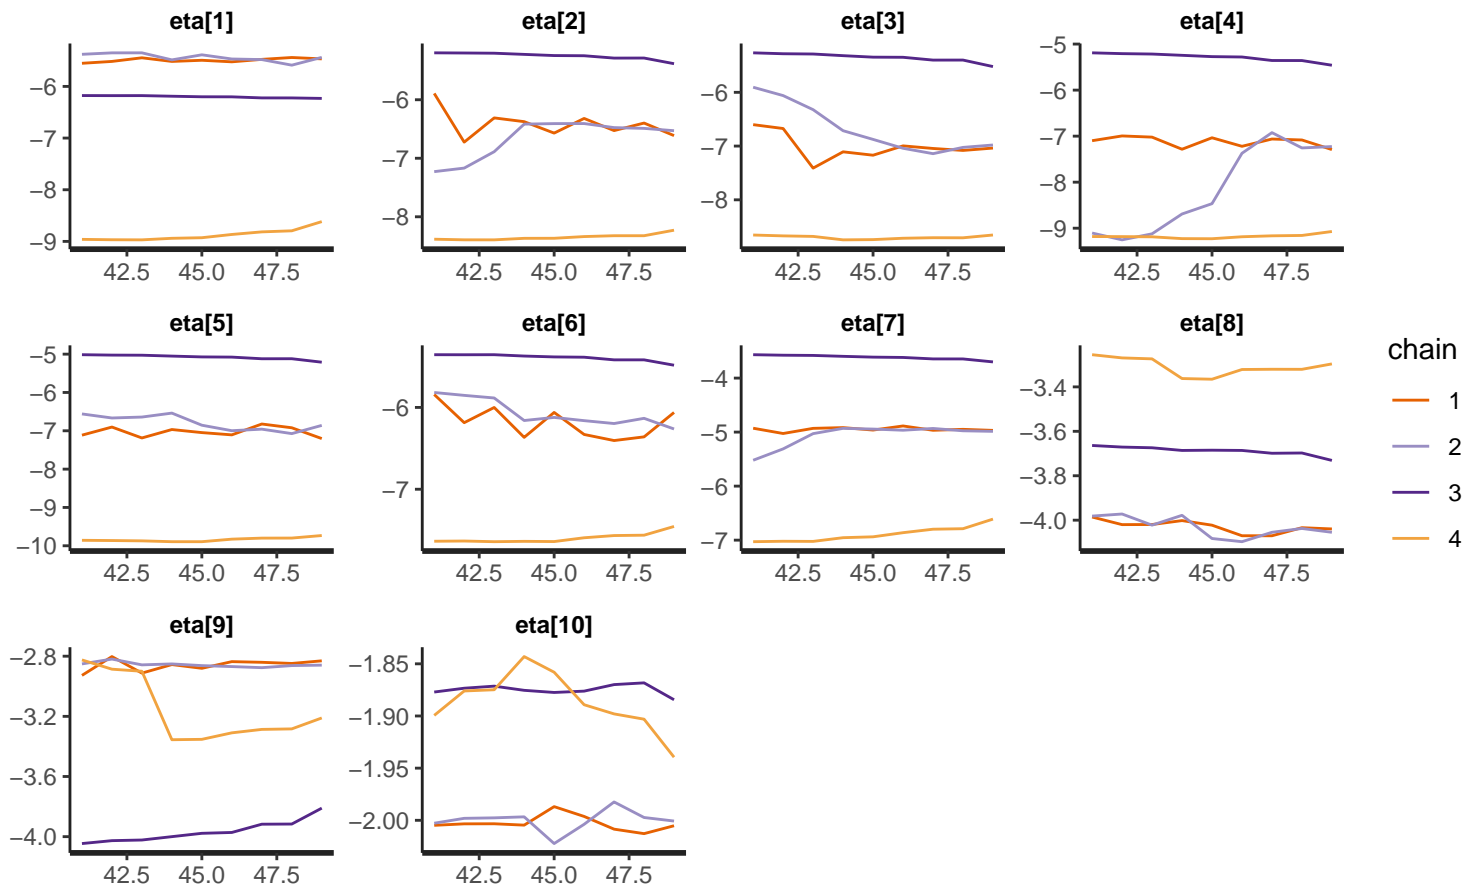 eta[1] eta[2] eta[3] eta[4]
−6 −7 −8 −9
−6 −7 −8
−6 −7 −8
−5 −6 −7 −8 −9
42.5 45.0 47.5 42.5 45.0 47.5 42.5 45.0 47.5 42.5 45.0 47.5
eta[5] eta[6] eta[7] eta[8]
−5 −6 −7 −8 −9 −10
−6 −7
−4 −5 −6 −7
−3.4 −3.6 −3.8 −4.0
42.5 45.0 47.5 42.5 45.0 47.5 42.5 45.0 47.5 42.5 45.0 47.5
eta[9] eta[10]
−2.8 −3.2 −3.6 −4.0
−1.85 −1.90 −1.95 −2.00
42.5 45.0 47.5 42.5 45.0 47.5
chain
1
2
3
4